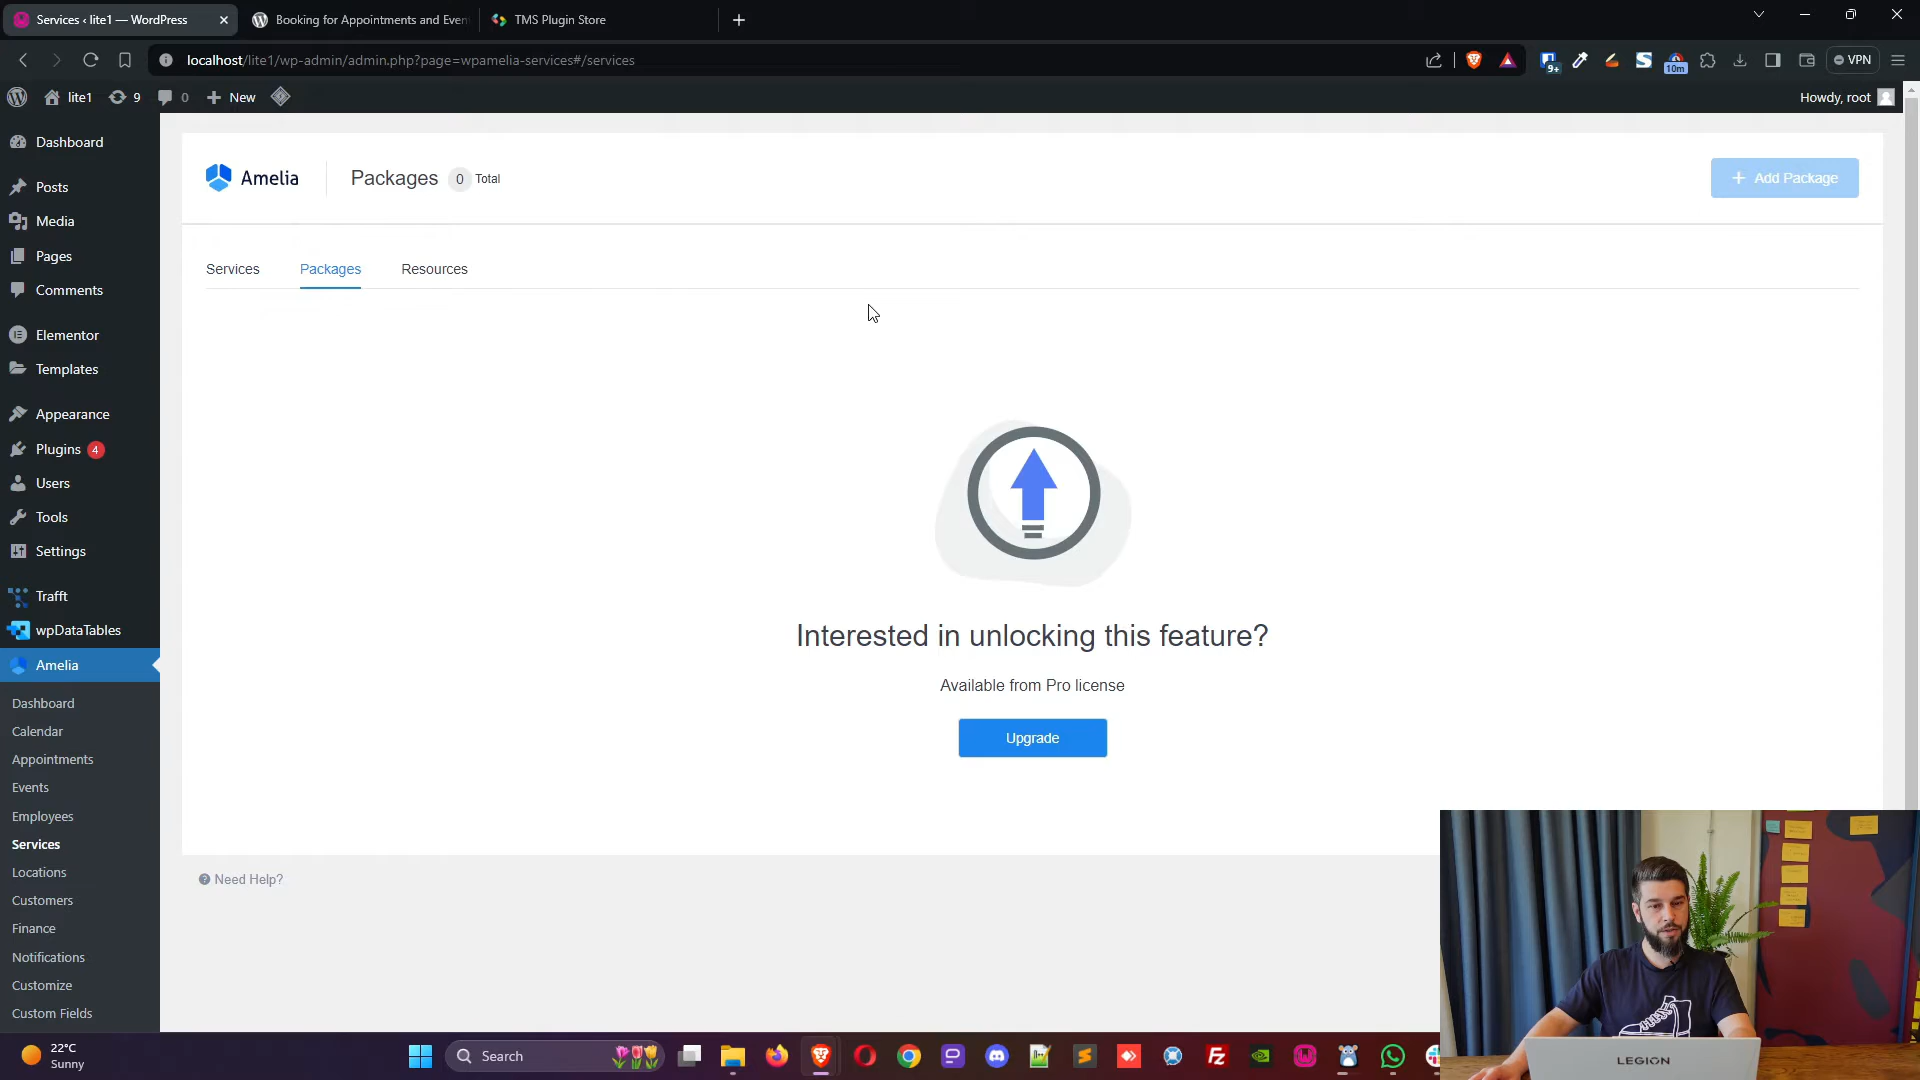 Services ‹ lite1 — WordPress
Booking for Appointments and Even
TMS Plugin Store
localhost/lite1/wp-admin/admin.php?page=wpamelia-services#/services
9+
10m
VPN
lite1
9
0
New
Howdy, root
Dashboard
Posts
Media
Pages
Comments
Elementor
Templates
Appearance
Plugins 4
Users
Tools
Settings
Trafft
wpDataTables
Amelia
Dashboard
Calendar
Appointments
Events
Employees
Services
Locations
Customers
Finance
Notifications
Customize
Custom Fields
Amelia
Packages 0 Total
+ Add Package
Services
Packages
Resources
Interested in unlocking this feature?
Available from Pro license
Upgrade
Need Help?
LEGION
22°C
Sunny
Search